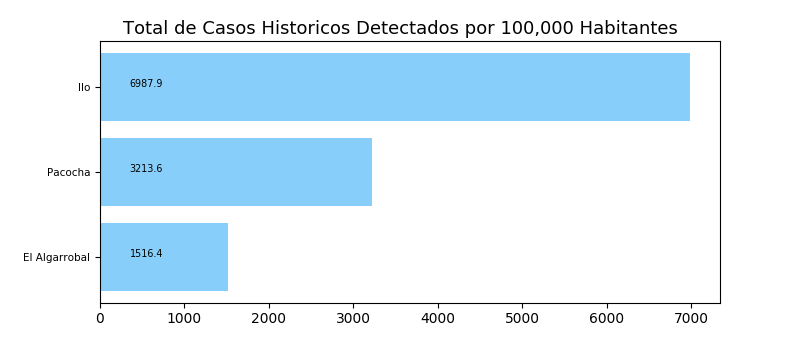 Total de Casos Historicos Detectados por 100,000 Habitantes
Ilo
6987.9
Pacocha
3213.6
El Algarrobal
1516.4
0 1000 2000 3000 4000 5000 6000 7000